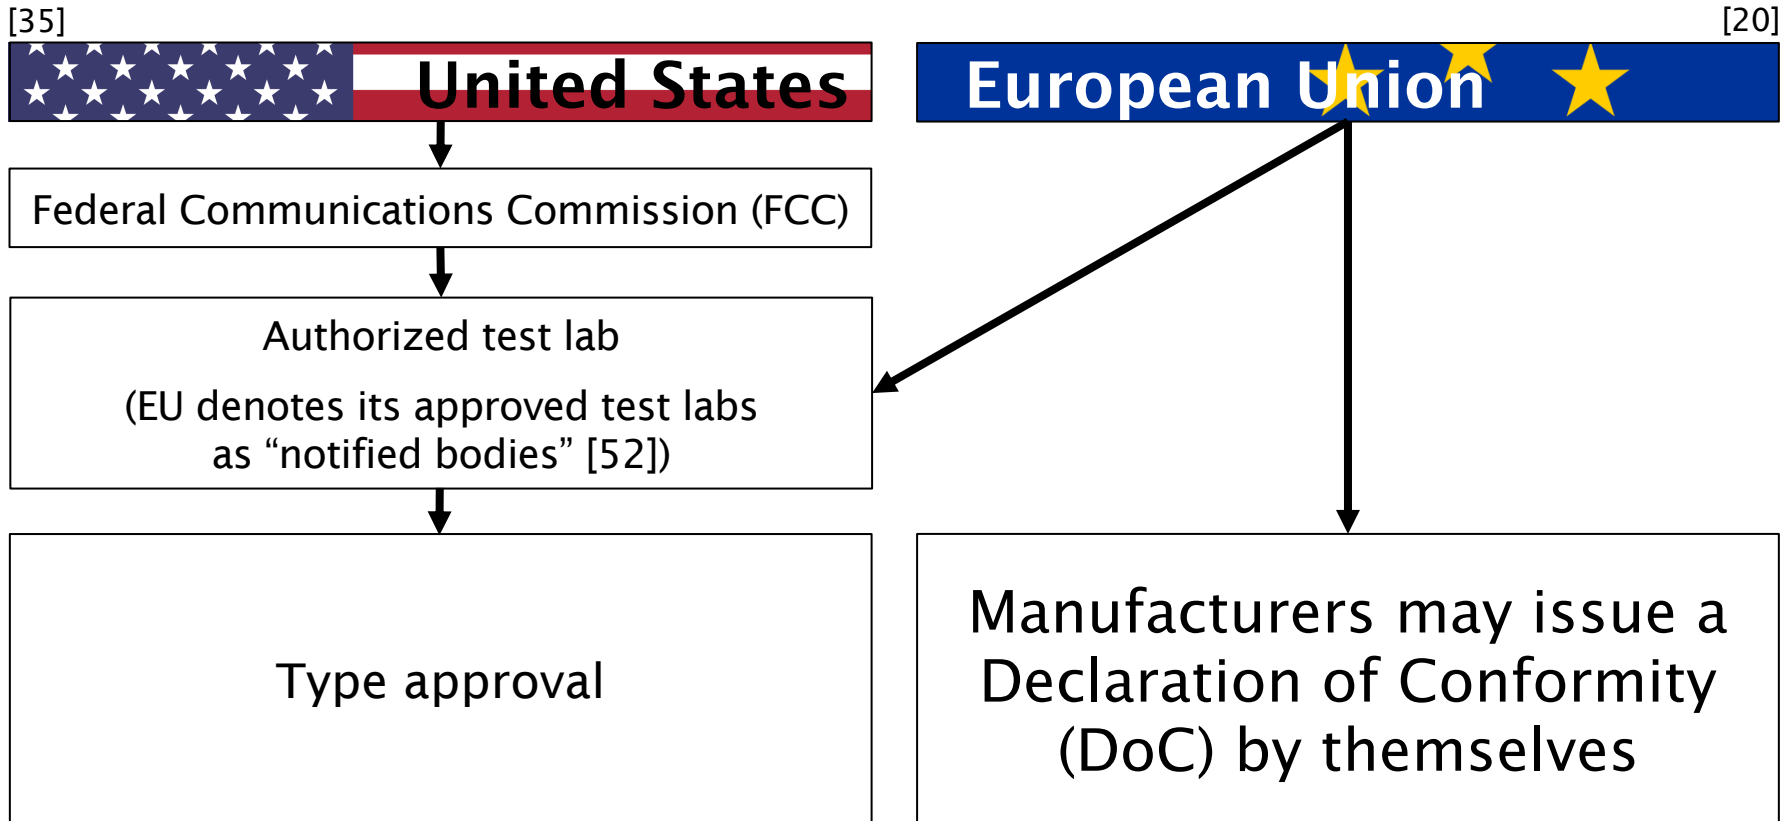 [35]
[20]
United States
European Union
Federal Communications Commission (FCC)
Authorized test lab
(EU denotes its approved test labs
as “notified bodies” [52])
Type approval
Manufacturers may issue a
Declaration of Conformity
(DoC) by themselves